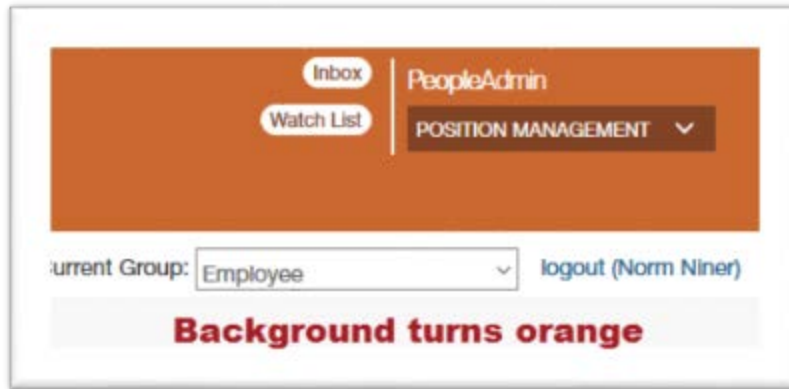 Inbox
PeopleAdmin
Watch List
POSITION MANAGEMENT
urrent Group:
Employee
logout (Norm Niner)
Background turns orange